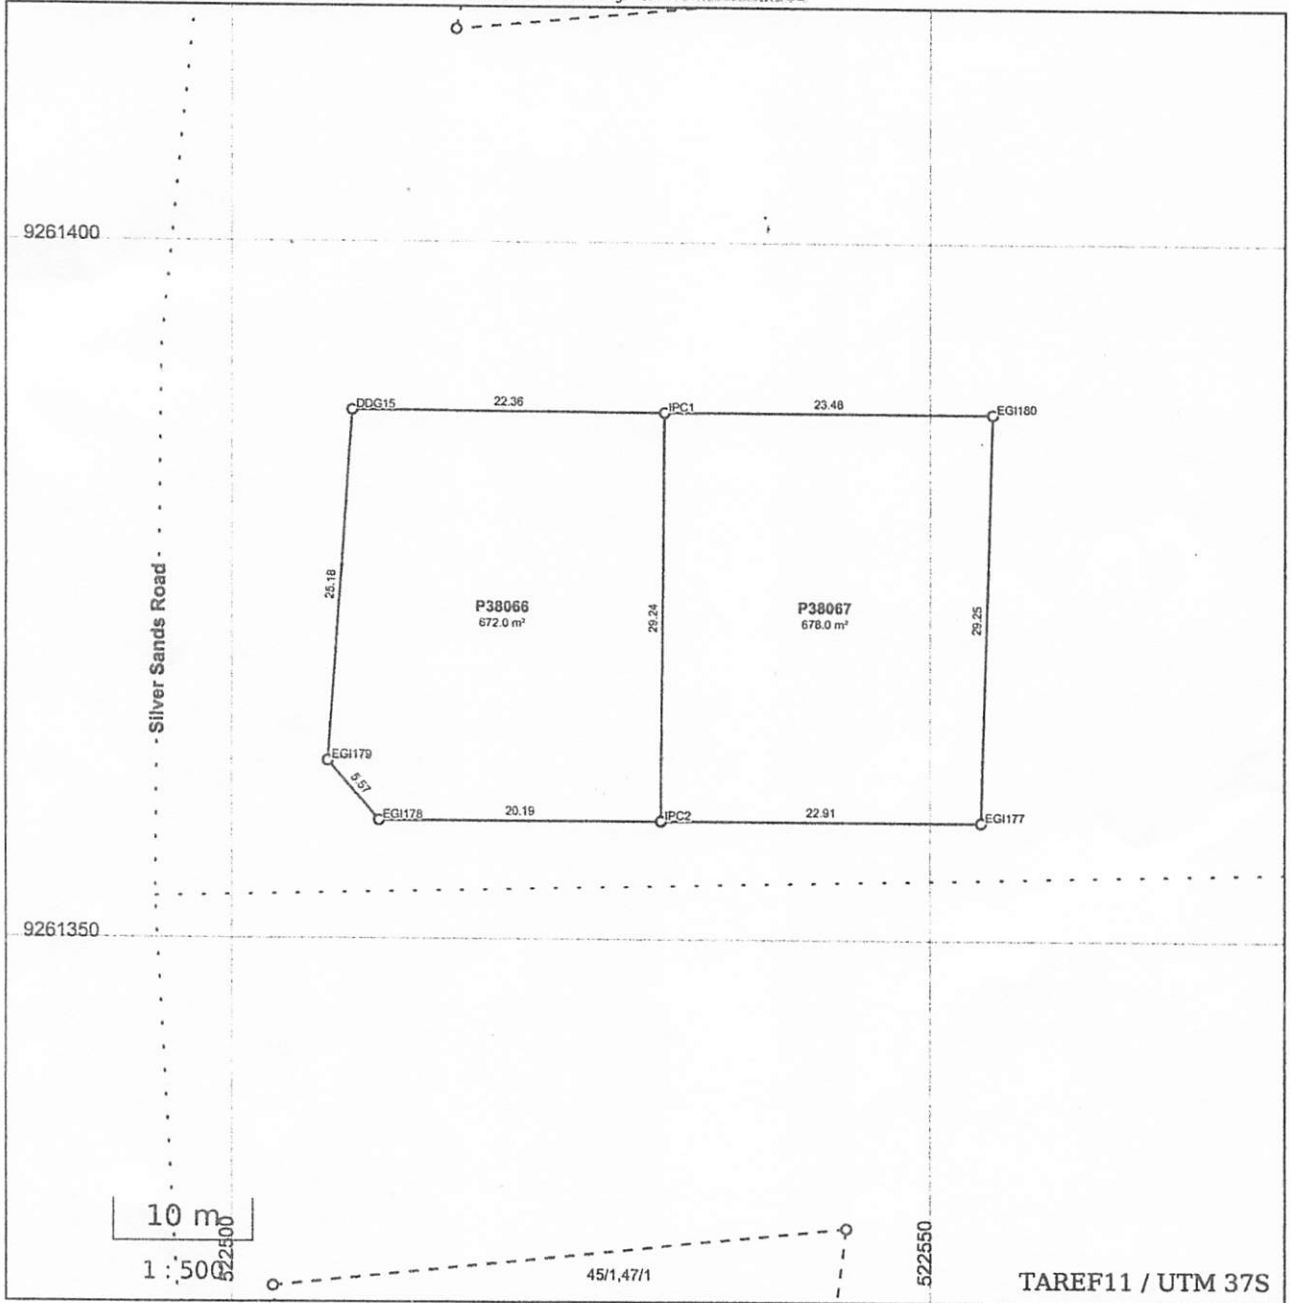 9261400
DDG15
22.36
IPC1
23.48
EGI180
25.18
P38066
672.0 m²
29.24
P38067
678.0 m²
29.25
Silver Sands Road
EGI179
5.57
EGI178
20.19
IPC2
22.91
EGI177
9261350
10 m
1 : 500
522500
522550
45/1,47/1
TAREF11 / UTM 37S